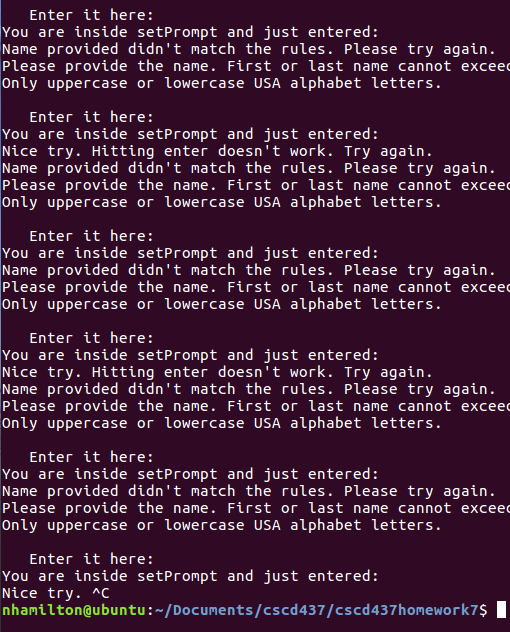 Enter it here:
You are inside setPrompt and just entered:
Name provided didn't match the rules. Please try again.
Please provide the name. First or last name cannot excee
Only uppercase or lowercase USA alphabet letters.
Enter it here:
You are inside setPrompt and just entered:
Nice try. Hitting enter doesn't work. Try again.
Name provided didn't match the rules. Please try again.
Please provide the name. First or last name cannot excee
Only uppercase or lowercase USA alphabet letters.
Enter it here:
You are inside setPrompt and just entered:
Name provided didn't match the rules. Please try again.
Please provide the name. First or last name cannot excee
Only uppercase or lowercase USA alphabet letters.
Enter it here:
You are inside setPrompt and just entered:
Nice try. Hitting enter doesn't work. Try again.
Name provided didn't match the rules. Please try again.
Please provide the name. First or last name cannot excee
Only uppercase or lowercase USA alphabet letters.
Enter it here:
You are inside setPrompt and just entered:
Name provided didn't match the rules. Please try again.
Please provide the name. First or last name cannot excee
Only uppercase or lowercase USA alphabet letters.
Enter it here:
You are inside setPrompt and just entered:
Nice try. ^C
nhamilton@ubuntu:~/Documents/cscd437/cscd437homework7$